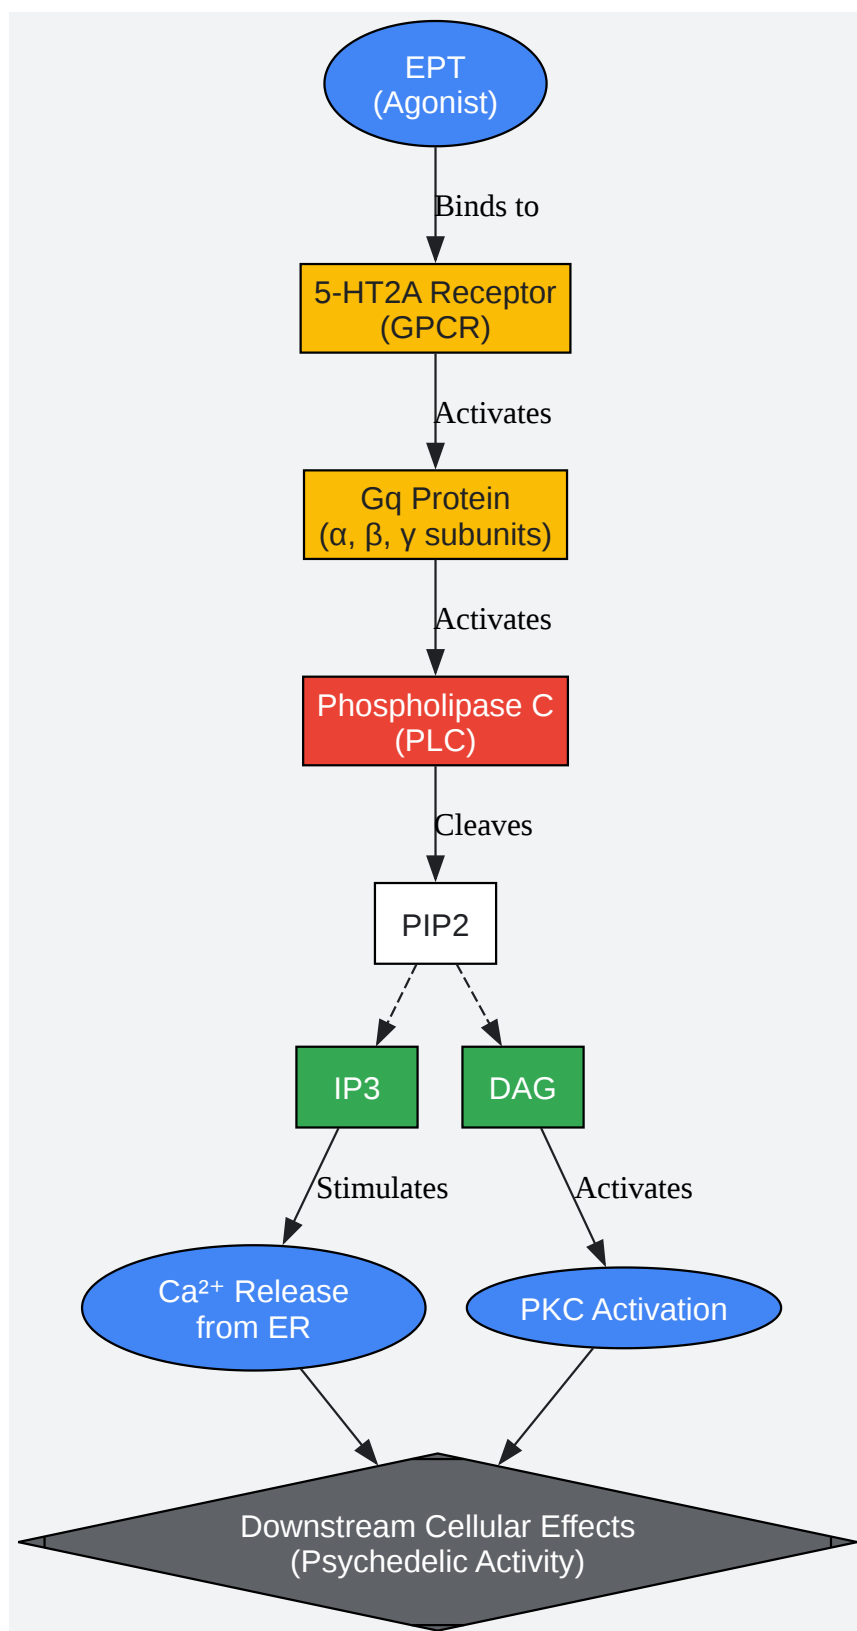 EPT
(Agonist)
Binds to
5-HT2A Receptor
(GPCR)
Activates
Gq Protein
(α, β, γ subunits)
Activates
Phospholipase C
(PLC)
Cleaves
PIP2
IP3
DAG
Stimulates
Activates
Ca²⁺ Release
from ER
PKC Activation
Downstream Cellular Effects
(Psychedelic Activity)